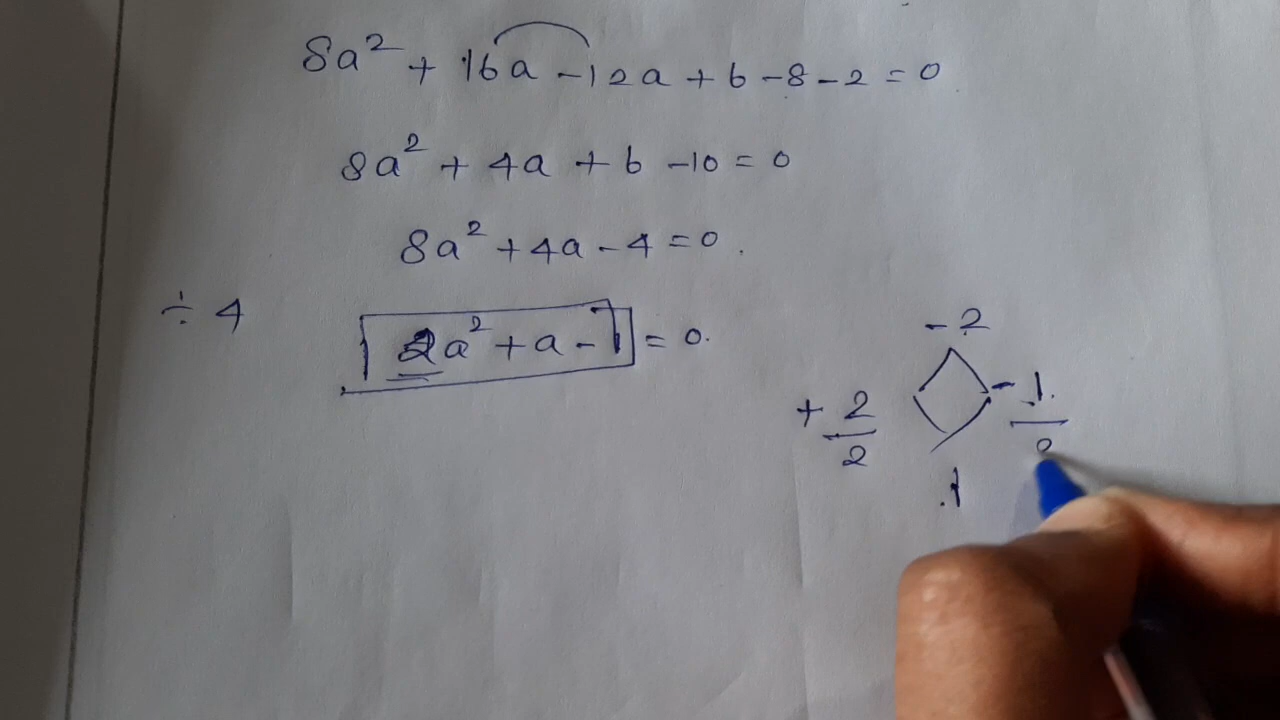 8a² + 16a - 12a + 6 - 8 - 2 = 0
8a² + 4a + 6 - 10 = 0
8a² + 4a - 4 = 0.
÷ 4
2a² + a - 1 = 0.
- 2
+ 2/2 - 1/2
1